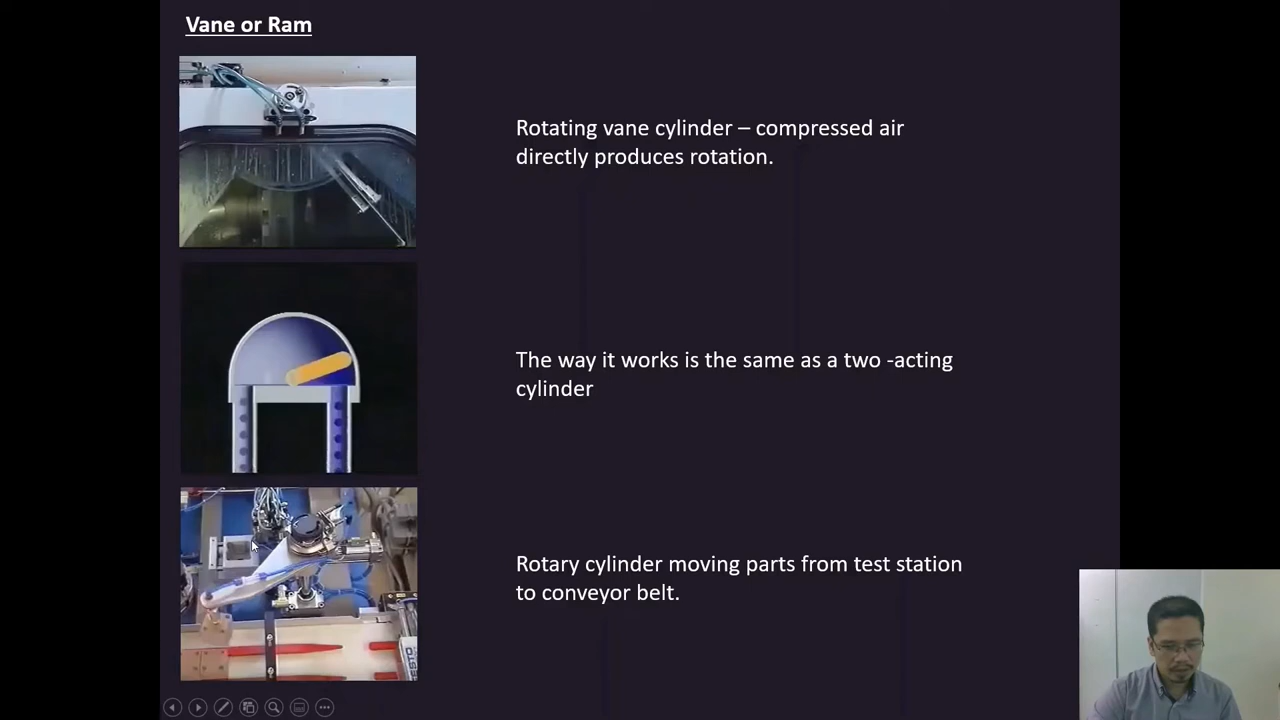 Vane or Ram
Rotating vane cylinder – compressed air
directly produces rotation.
The way it works is the same as a two -acting
cylinder
Rotary cylinder moving parts from test station
to conveyor belt.
FESTO